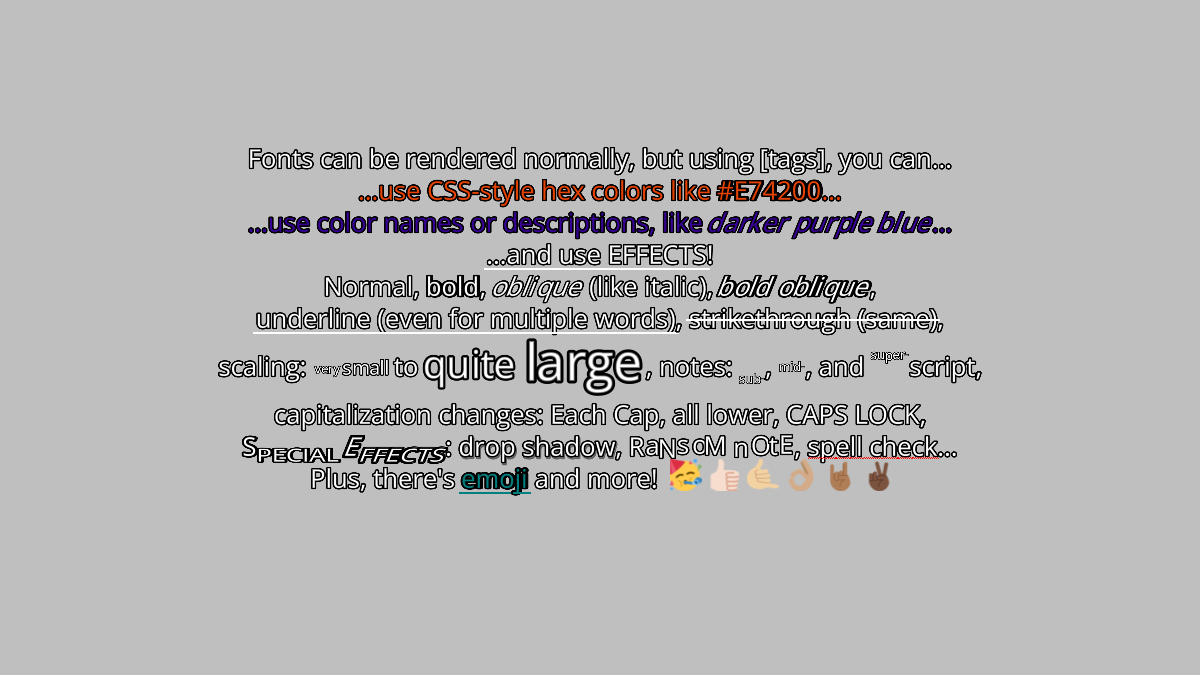 Fonts can be rendered normally, but using [tags], you can...
...use CSS-style hex colors like #E74200...
...use color names or descriptions, like darker purple blue...
...and use EFFECTS!
Normal, bold, oblique (like italic), bold oblique,
underline (even for multiple words), strikethrough (same),
scaling: very small to quite large, notes: sub-, mid-, and super-script,
capitalization changes: Each Cap, all lower, CAPS LOCK,
Special Effects: drop shadow, RaNsoM nOtE, spell check...
Plus, there's emoji and more! 🥳👍🏻🤙🏼👌🏽🤘🏾✌🏿